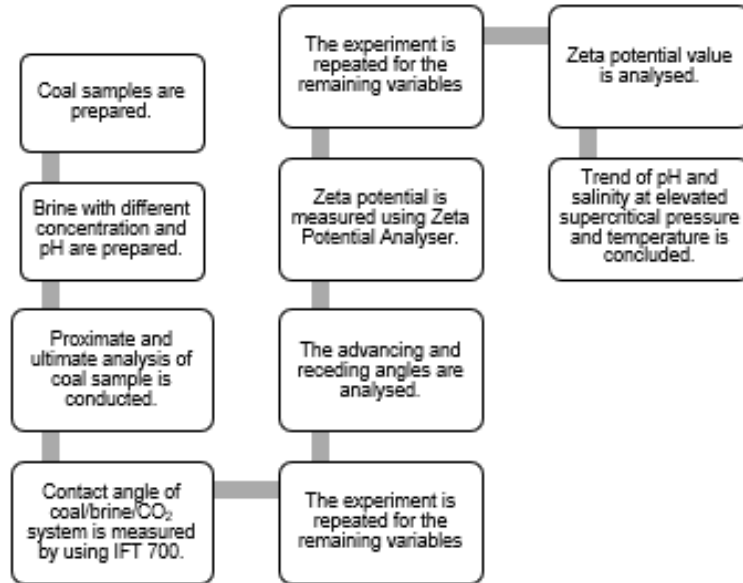 Coal samples are
prepared.
Brine with different
concentration and
pH are prepared.
Proximate and
ultimate analysis of
coal sample is
conducted.
Contact angle of
coal/brine/CO₂
system is measured
by using IFT 700.
The experiment is
repeated for the
remaining variables
The advancing and
receding angles are
analysed.
Zeta potential is
measured using Zeta
Potential Analyser.
The experiment is
repeated for the
remaining variables
Zeta potential value
is analysed.
Trend of pH and
salinity at elevated
supercritical pressure
and temperature is
concluded.